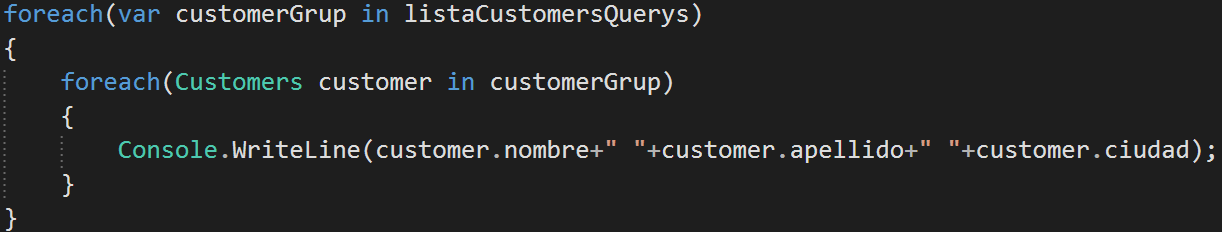 foreach(var customerGrup in listaCustomersQuerys)
{
    foreach(Customers customer in customerGrup)
    {
        Console.WriteLine(customer.nombre+" "+customer.apellido+" "+customer.ciudad);
    }
}